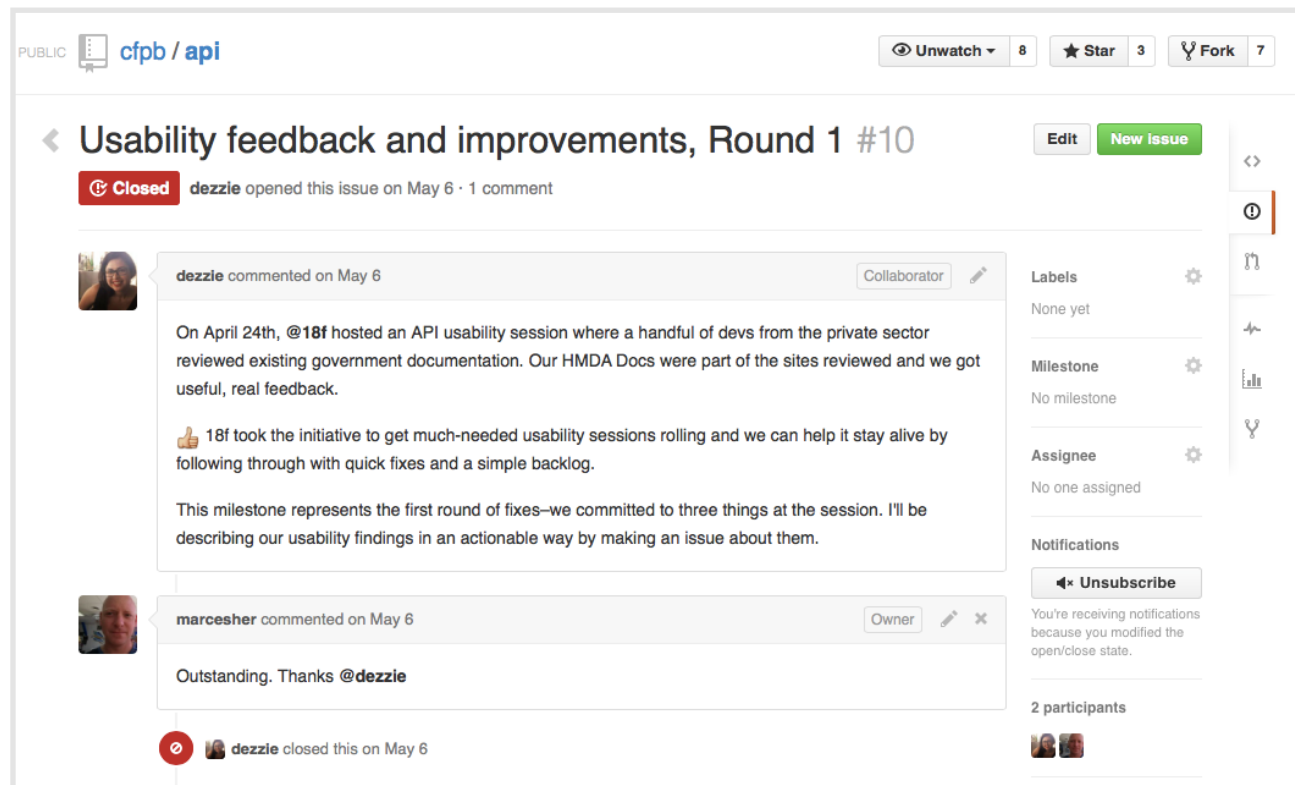 PUBLIC cfpb / api
Unwatch 8 Star 3 Fork 7
Usability feedback and improvements, Round 1 #10
Edit New Issue
Closed dezzie opened this issue on May 6 · 1 comment
dezzie commented on May 6 Collaborator
On April 24th, @18f hosted an API usability session where a handful of devs from the private sector
reviewed existing government documentation. Our HMDA Docs were part of the sites reviewed and we got
useful, real feedback.
18f took the initiative to get much-needed usability sessions rolling and we can help it stay alive by
following through with quick fixes and a simple backlog.
This milestone represents the first round of fixes–we committed to three things at the session. I'll be
describing our usability findings in an actionable way by making an issue about them.
marcesher commented on May 6 Owner
Outstanding. Thanks @dezzie
dezzie closed this on May 6
Labels
None yet
Milestone
No milestone
Assignee
No one assigned
Notifications
Unsubscribe
You're receiving notifications
because you modified the
open/close state.
2 participants